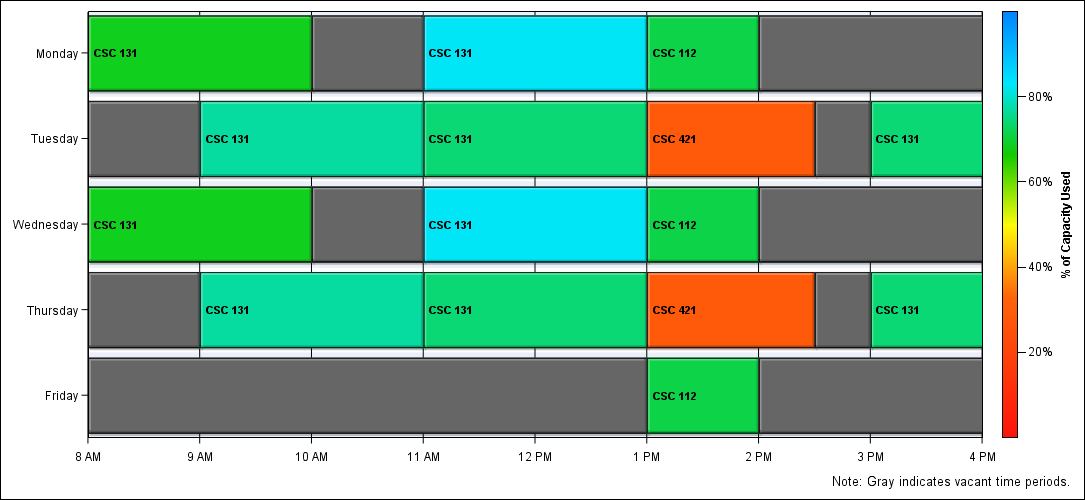 Monday
CSC 131
CSC 131
CSC 112
Tuesday
CSC 131
CSC 131
CSC 421
CSC 131
Wednesday
CSC 131
CSC 131
CSC 112
Thursday
CSC 131
CSC 131
CSC 421
CSC 131
Friday
CSC 112
8 AM
9 AM
10 AM
11 AM
12 PM
1 PM
2 PM
3 PM
4 PM
80%
60%
40%
20%
% of Capacity Used
Note: Gray indicates vacant time periods.